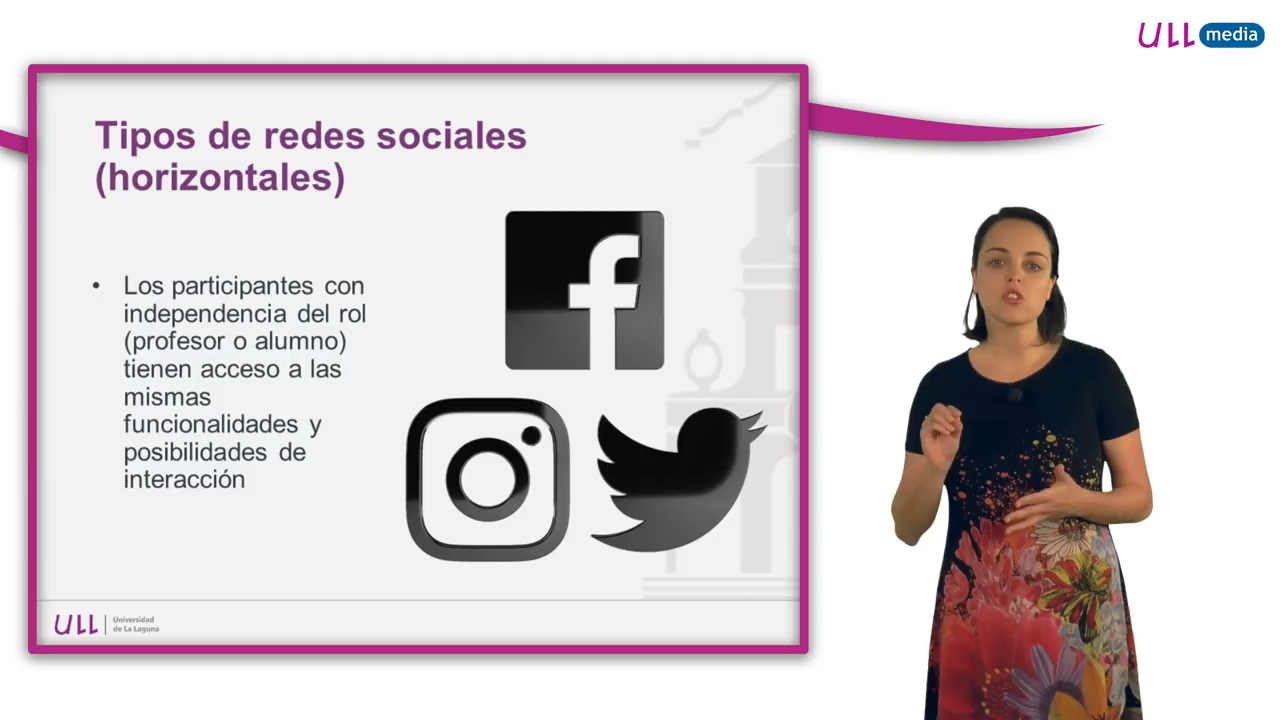 ULL media
Tipos de redes sociales
(horizontales)
• Los participantes con
independencia del rol
(profesor o alumno)
tienen acceso a las
mismas
funcionalidades y
posibilidades de
interacción
ULL
Universidad
de La Laguna